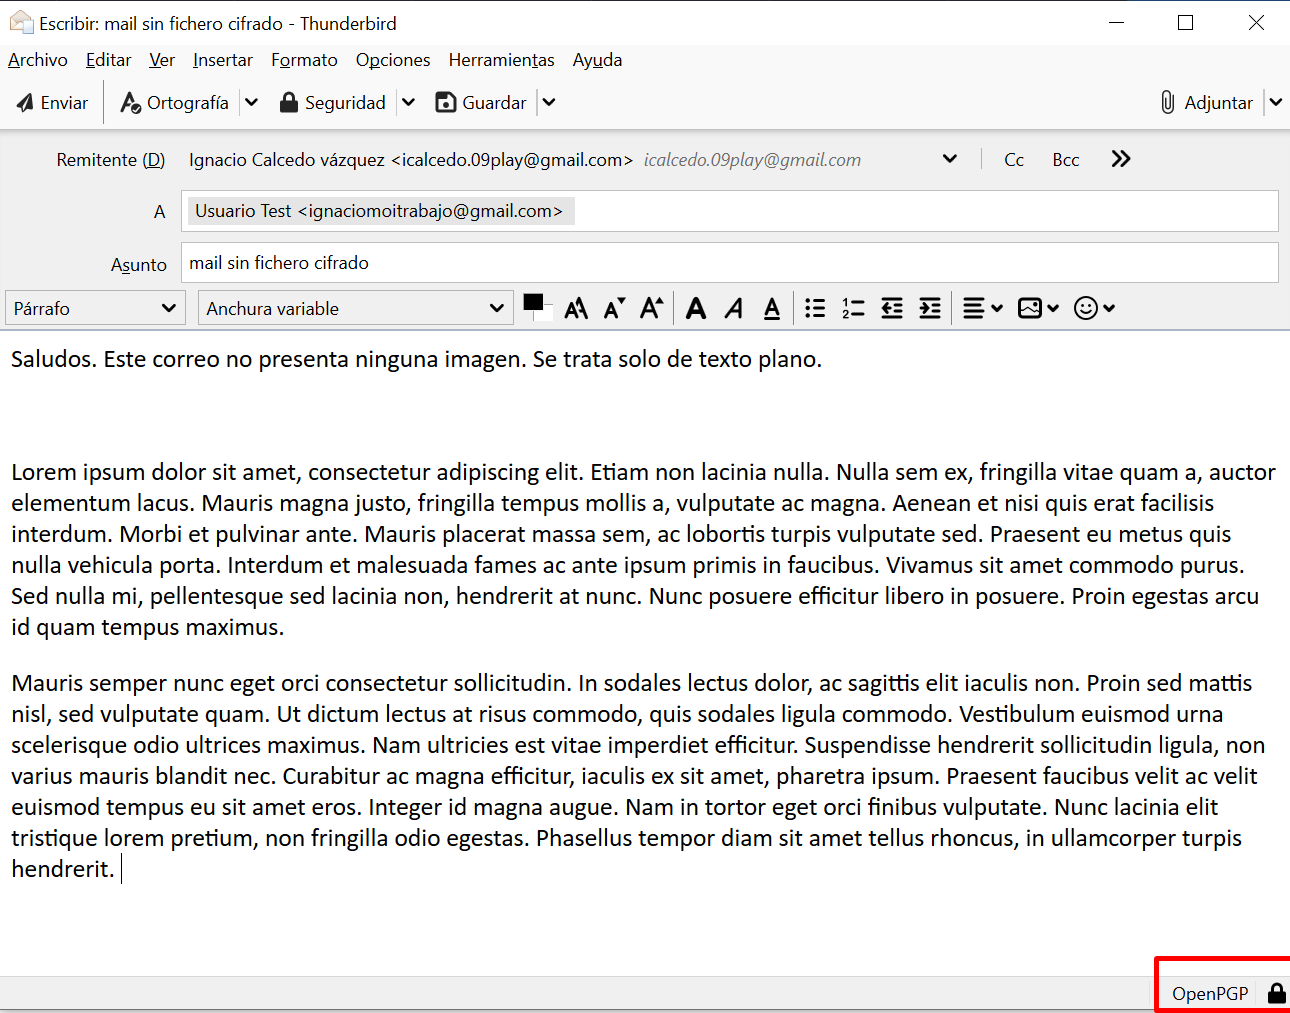 Escribir: mail sin fichero cifrado - Thunderbird
Archivo Editar Ver Insertar Formato Opciones Herramientas Ayuda
Enviar Ortografía Seguridad Guardar Adjuntar
Remitente (D) Ignacio Calcedo vázquez <icalcedo.09play@gmail.com> icalcedo.09play@gmail.com Cc Bcc
A Usuario Test <ignaciomoitrabajo@gmail.com>
Asunto mail sin fichero cifrado
Párrafo Anchura variable
Saludos. Este correo no presenta ninguna imagen. Se trata solo de texto plano.
Lorem ipsum dolor sit amet, consectetur adipiscing elit. Etiam non lacinia nulla. Nulla sem ex, fringilla vitae quam a, auctor
elementum lacus. Mauris magna justo, fringilla tempus mollis a, vulputate ac magna. Aenean et nisi quis erat facilisis
interdum. Morbi et pulvinar ante. Mauris placerat massa sem, ac lobortis turpis vulputate sed. Praesent eu metus quis
nulla vehicula porta. Interdum et malesuada fames ac ante ipsum primis in faucibus. Vivamus sit amet commodo purus.
Sed nulla mi, pellentesque sed lacinia non, hendrerit at nunc. Nunc posuere efficitur libero in posuere. Proin egestas arcu
id quam tempus maximus.
Mauris semper nunc eget orci consectetur sollicitudin. In sodales lectus dolor, ac sagittis elit iaculis non. Proin sed mattis
nisl, sed vulputate quam. Ut dictum lectus at risus commodo, quis sodales ligula commodo. Vestibulum euismod urna
scelerisque odio ultrices maximus. Nam ultricies est vitae imperdiet efficitur. Suspendisse hendrerit sollicitudin ligula, non
varius mauris blandit nec. Curabitur ac magna efficitur, iaculis ex sit amet, pharetra ipsum. Praesent faucibus velit ac velit
euismod tempus eu sit amet eros. Integer id magna augue. Nam in tortor eget orci finibus vulputate. Nunc lacinia elit
tristique lorem pretium, non fringilla odio egestas. Phasellus tempor diam sit amet tellus rhoncus, in ullamcorper turpis
hendrerit.
OpenPGP